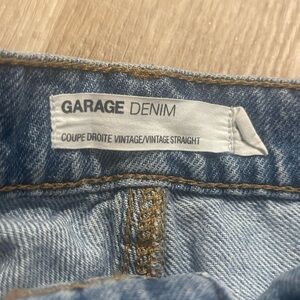 GARAGE DENIM
COUPE DROITE VINTAGE/VINTAGE STRAIGHT